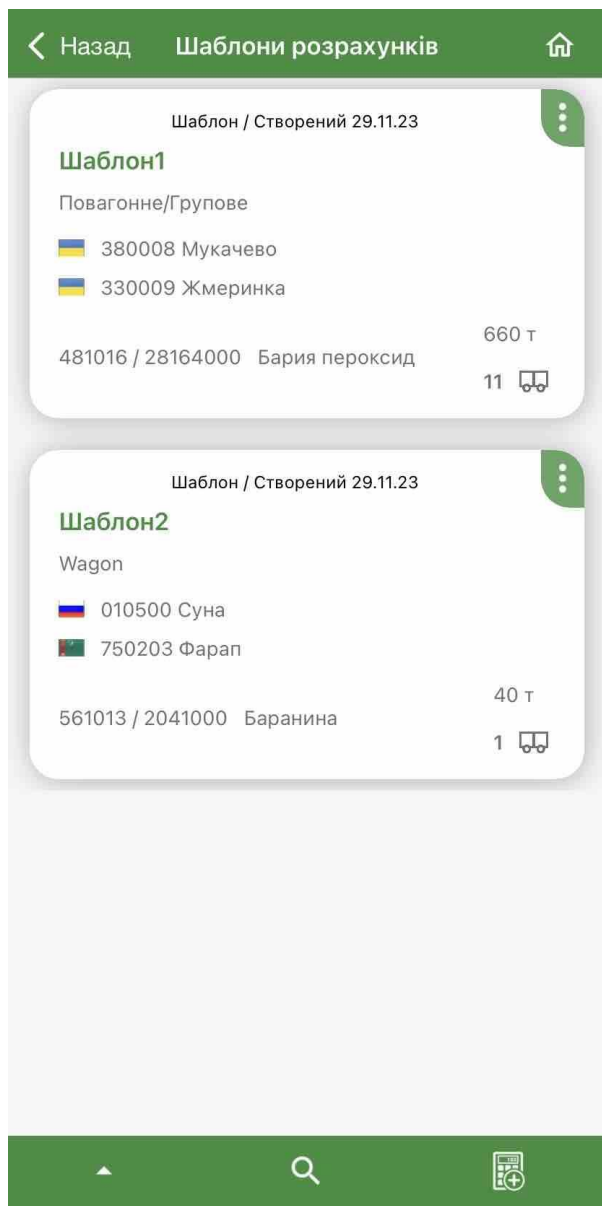 Назад Шаблони розрахунків
Шаблон / Створений 29.11.23
Шаблон1
Повагонне/Групове
380008 Мукачево
330009 Жмеринка
660 т
481016 / 28164000 Бария пероксид
11
Шаблон / Створений 29.11.23
Шаблон2
Wagon
010500 Суна
750203 Фарап
40 т
561013 / 2041000 Баранина
1